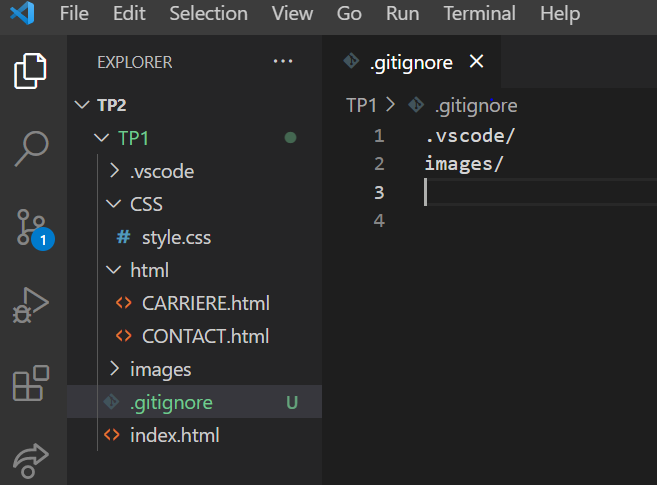 File Edit Selection View Go Run Terminal Help
EXPLORER ···
TP2
TP1
.vscode
CSS
# style.css
html
<> CARRIERE.html
<> CONTACT.html
images
.gitignore U
<> index.html
1
.gitignore ×
TP1 > .gitignore
1 .vscode/
2 images/
3
4